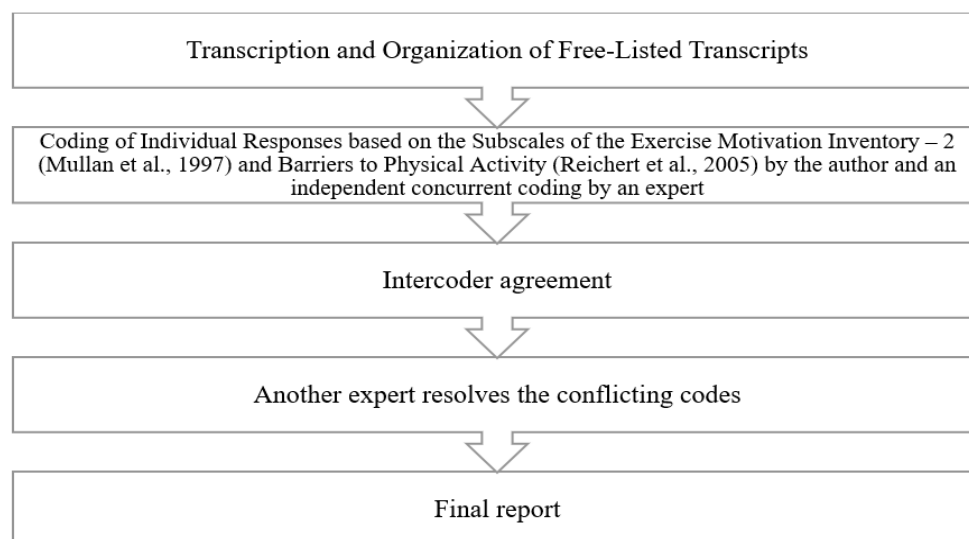 Transcription and Organization of Free-Listed Transcripts
Coding of Individual Responses based on the Subscales of the Exercise Motivation Inventory – 2
(Mullan et al., 1997) and Barriers to Physical Activity (Reichert et al., 2005) by the author and an
independent concurrent coding by an expert
Intercoder agreement
Another expert resolves the conflicting codes
Final report